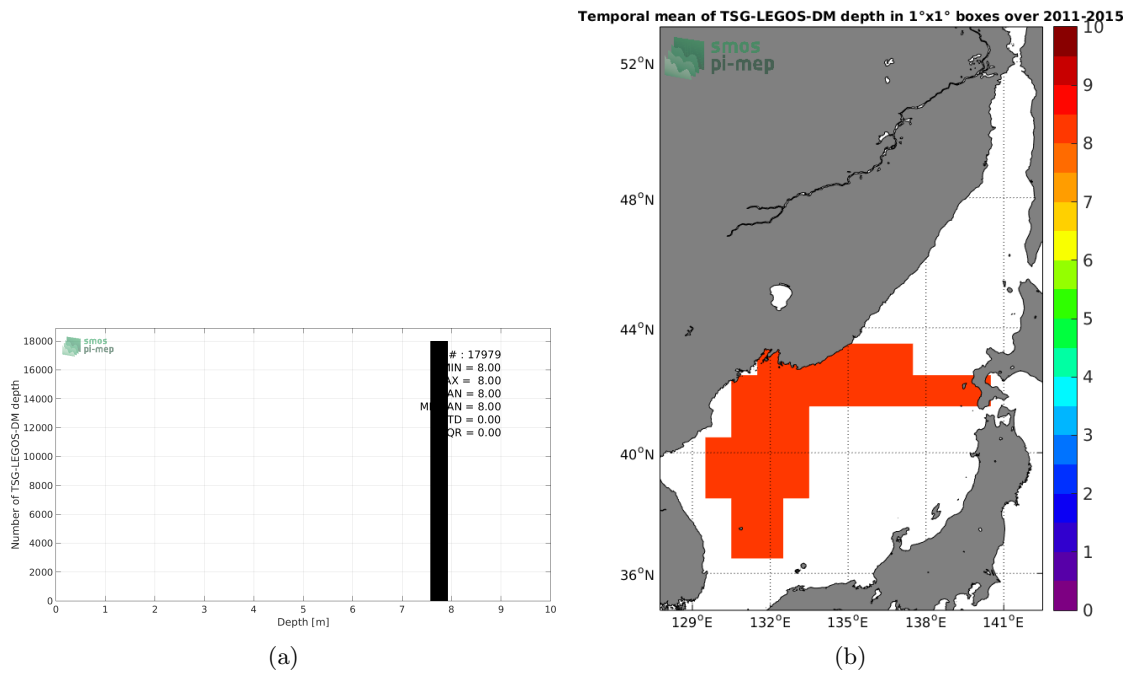 Temporal mean of TSG-LEGOS-DM depth in 1°x1° boxes over 2011-2015
smos
pi-mep
52°N
48°N
44°N
40°N
36°N
129°E 132°E 135°E 138°E 141°E
10
9
8
7
6
5
4
3
2
1
0
smos
pi-mep
# : 17979
MIN = 8.00
AX = 8.00
AN = 8.00
M AN = 8.00
TD = 0.00
QR = 0.00
18000
16000
14000
12000
10000
8000
6000
4000
2000
0
Number of TSG-LEGOS-DM depth
0 1 2 3 4 5 6 7 8 9 10
Depth [m]
(a)
(b)